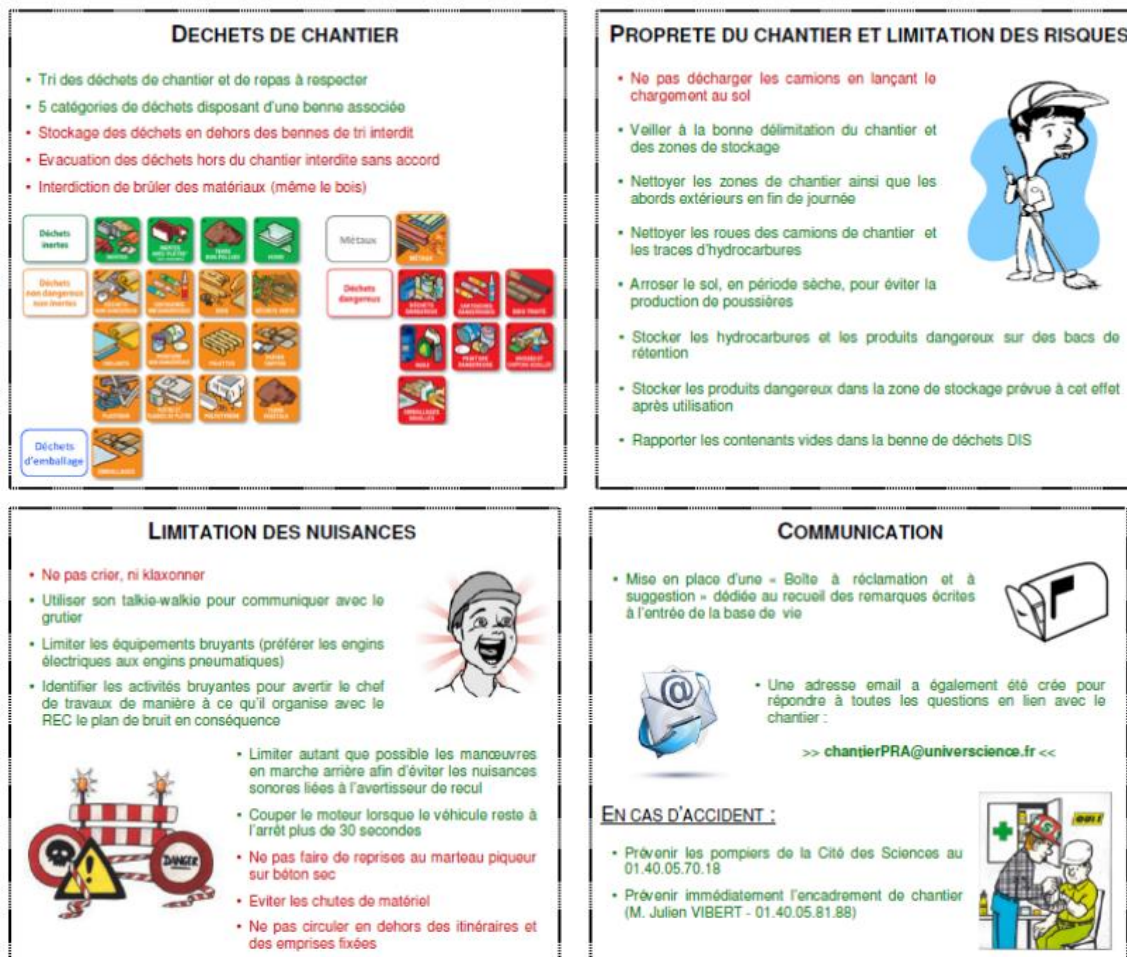 DECHETS DE CHANTIER
• Tri des déchets de chantier et de repas à respecter
• 5 catégories de déchets disposant d'une benne associée
• Stockage des déchets en dehors des bennes de tri interdit
• Evacuation des déchets hors du chantier interdite sans accord
• Interdiction de brûler des matériaux (même le bois)
Déchets
inertes
Métaux
MÉTAUX
Déchets
non dangereux
non inertes
BOIS
Déchets
dangereux
DÉCHETS
DANGEREUX
BOIS TRAITÉ
PALETTES
EMBALLAGES
SOUILLÉS
Déchets
d'emballage
EMBALLAGES
PROPRETE DU CHANTIER ET LIMITATION DES RISQUES
• Ne pas décharger les camions en lançant le
chargement au sol
• Veiller à la bonne délimitation du chantier et
des zones de stockage
• Nettoyer les zones de chantier ainsi que les
abords extérieurs en fin de journée
• Nettoyer les roues des camions de chantier et
les traces d'hydrocarbures
• Arroser le sol, en période sèche, pour éviter la
production de poussières
• Stocker les hydrocarbures et les produits dangereux sur des bacs de
rétention
• Stocker les produits dangereux dans la zone de stockage prévue à cet effet
après utilisation
• Rapporter les contenants vides dans la benne de déchets DIS
LIMITATION DES NUISANCES
• Ne pas crier, ni klaxonner
• Utiliser son talkie-walkie pour communiquer avec le
grutier
• Limiter les équipements bruyants (préférer les engins
électriques aux engins pneumatiques)
• Identifier les activités bruyantes pour avertir le chef
de travaux de manière à ce qu'il organise avec le
REC le plan de bruit en conséquence
• Limiter autant que possible les manœuvres
en marche arrière afin d'éviter les nuisances
sonores liées à l'avertisseur de recul
• Couper le moteur lorsque le véhicule reste à
l'arrêt plus de 30 secondes
• Ne pas faire de reprises au marteau piqueur
sur béton sec
• Eviter les chutes de matériel
• Ne pas circuler en dehors des itinéraires et
des emprises fixées
DANGER
COMMUNICATION
• Mise en place d'une « Boîte à réclamation et à
suggestion » dédiée au recueil des remarques écrites
à l'entrée de la base de vie
@
• Une adresse email a également été crée pour
répondre à toutes les questions en lien avec le
chantier :
>> chantierPRA@universcience.fr <<
EN CAS D'ACCIDENT :
• Prévenir les pompiers de la Cité des Sciences au
01.40.05.70.18
• Prévenir immédiatement l'encadrement de chantier
(M. Julien VIBERT - 01.40.05.81.88)